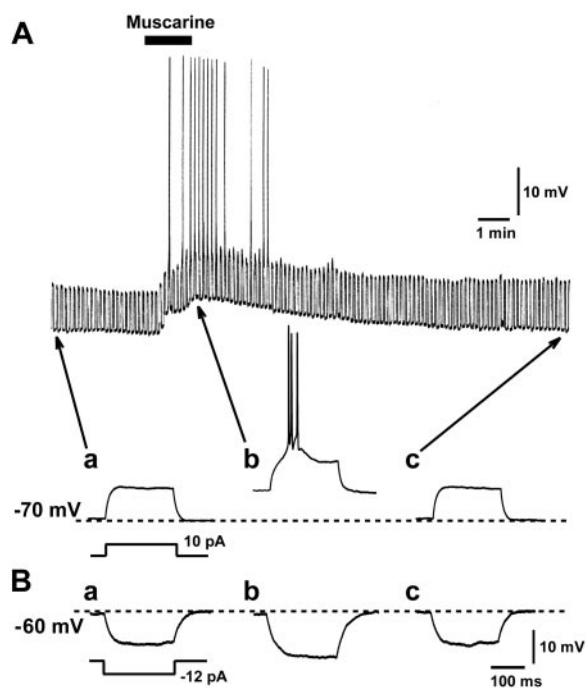 Muscarine
A
10 mV
1 min
a
b
c
-70 mV
10 pA
B
a
b
c
-60 mV
-12 pA
10 mV
100 ms